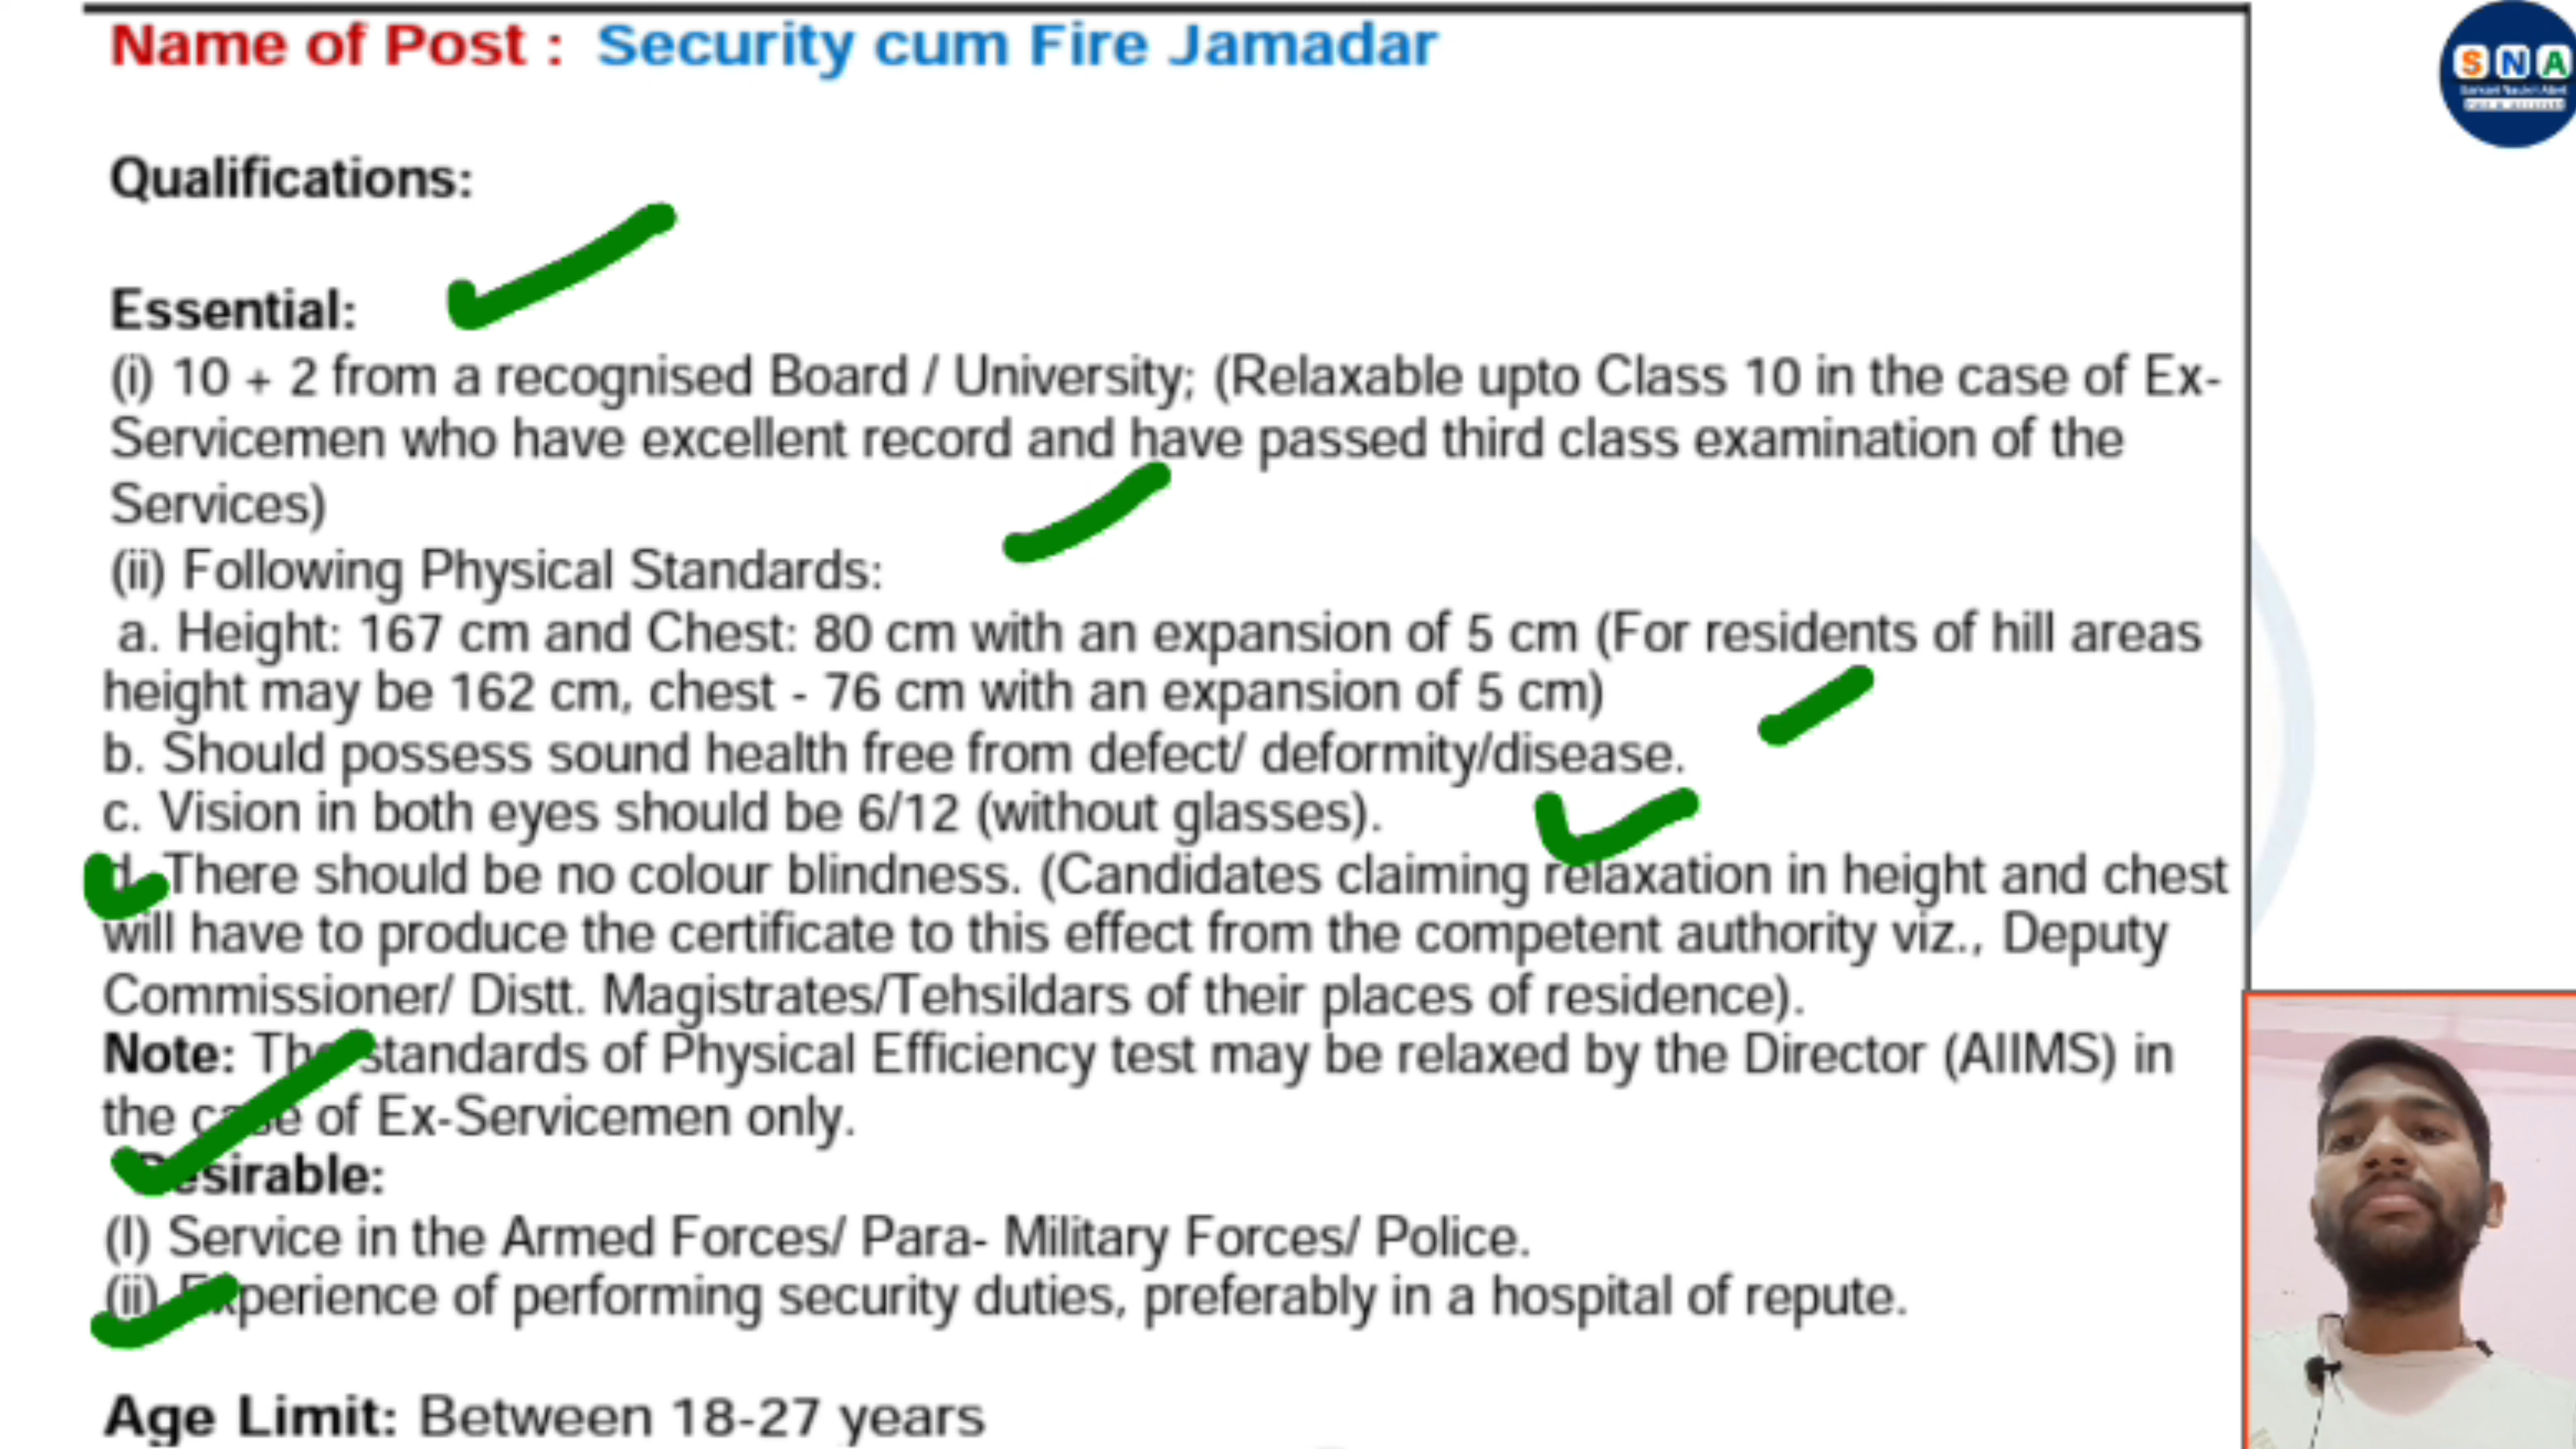 Name of Post : Security cum Fire Jamadar
SNA
Qualifications:
Essential:
(i) 10 + 2 from a recognised Board / University; (Relaxable upto Class 10 in the case of Ex-
Servicemen who have excellent record and have passed third class examination of the
Services)
(ii) Following Physical Standards:
a. Height: 167 cm and Chest: 80 cm with an expansion of 5 cm (For residents of hill areas
height may be 162 cm, chest - 76 cm with an expansion of 5 cm)
b. Should possess sound health free from defect/ deformity/disease.
c. Vision in both eyes should be 6/12 (without glasses).
d. There should be no colour blindness. (Candidates claiming relaxation in height and chest
will have to produce the certificate to this effect from the competent authority viz., Deputy
Commissioner/ Distt. Magistrates/Tehsildars of their places of residence).
Note: The standards of Physical Efficiency test may be relaxed by the Director (AIIMS) in
the case of Ex-Servicemen only.
Desirable:
(I) Service in the Armed Forces/ Para- Military Forces/ Police.
(ii) Experience of performing security duties, preferably in a hospital of repute.
Age Limit: Between 18-27 years